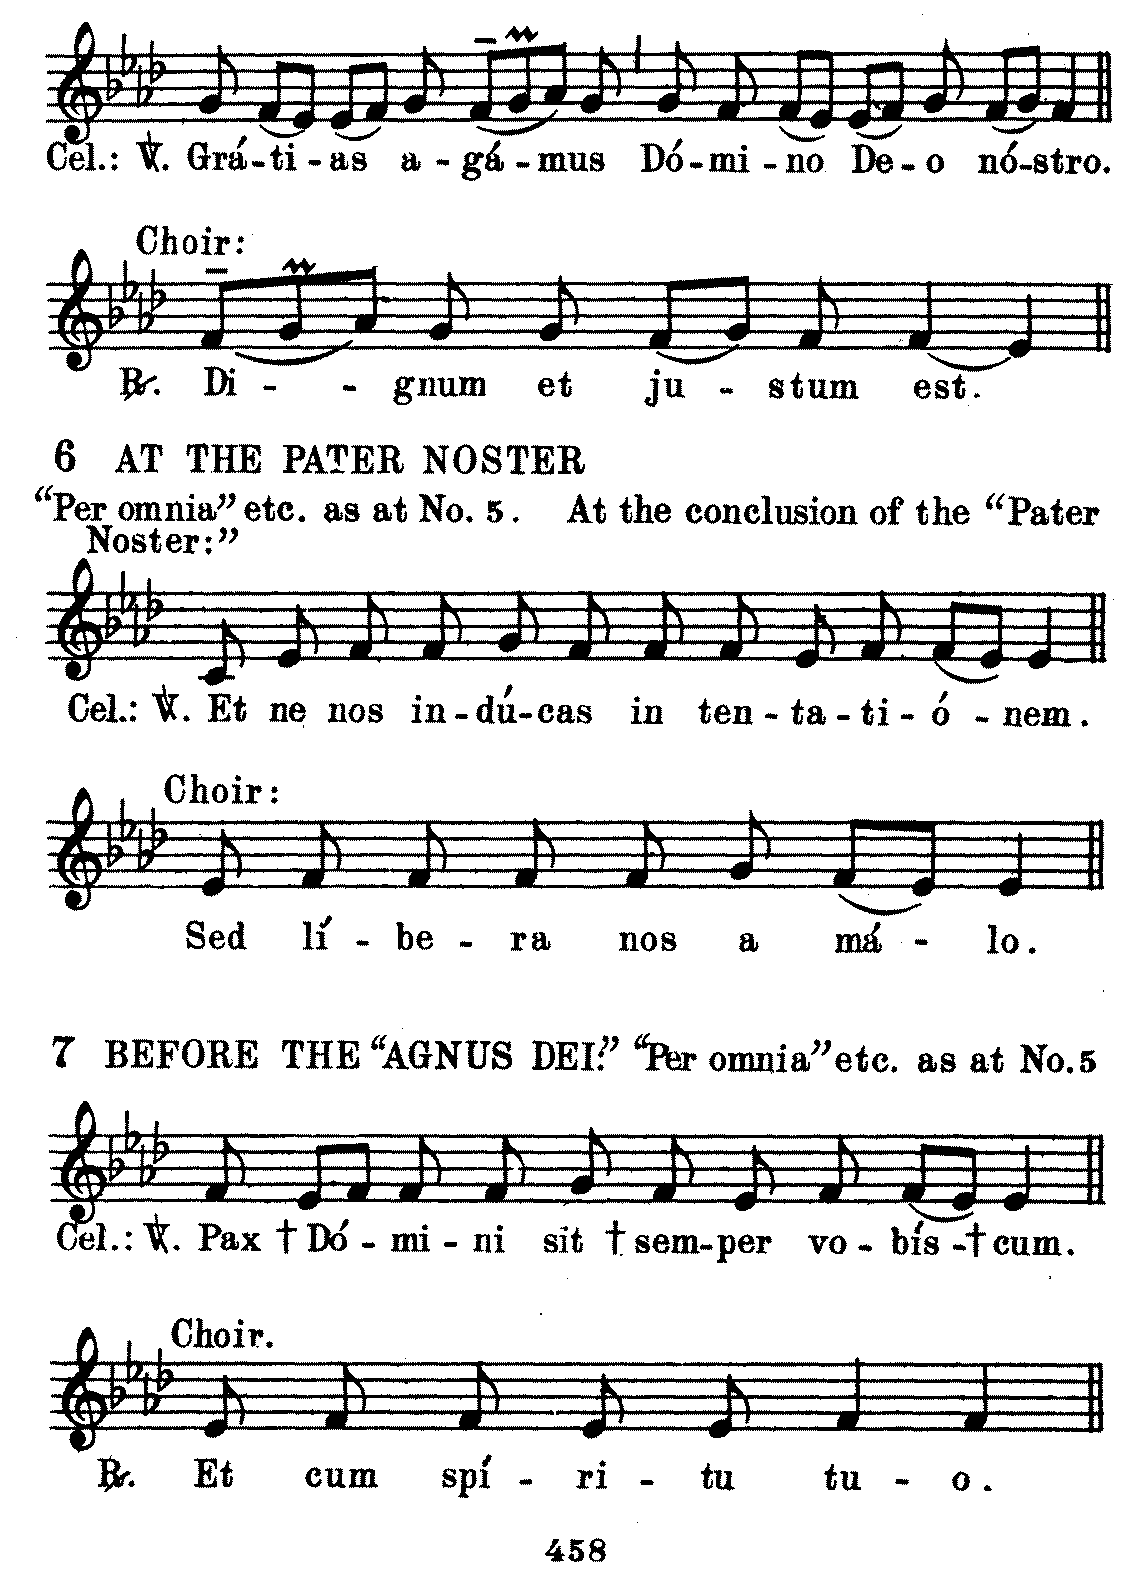 Cel.: ℣. Grá-ti-as a-gá-mus Dó-mi-no De-o nó-stro.
Choir:
℟. Di - - gnum et ju - stum est.
6 AT THE PATER NOSTER
“Per omnia” etc. as at No. 5. At the conclusion of the “Pater
Noster:”
Cel.: ℣. Et ne nos in-dú-cas in ten-ta-ti-ó-nem.
Choir:
Sed lí - be - ra nos a má - lo.
7 BEFORE THE “AGNUS DEI.” “Per omnia” etc. as at No. 5
Cel.: ℣. Pax † Dó - mi - ni sit † sem-per vo - bís -† cum.
Choir.
℟. Et cum spí - ri - tu tu - o.
458